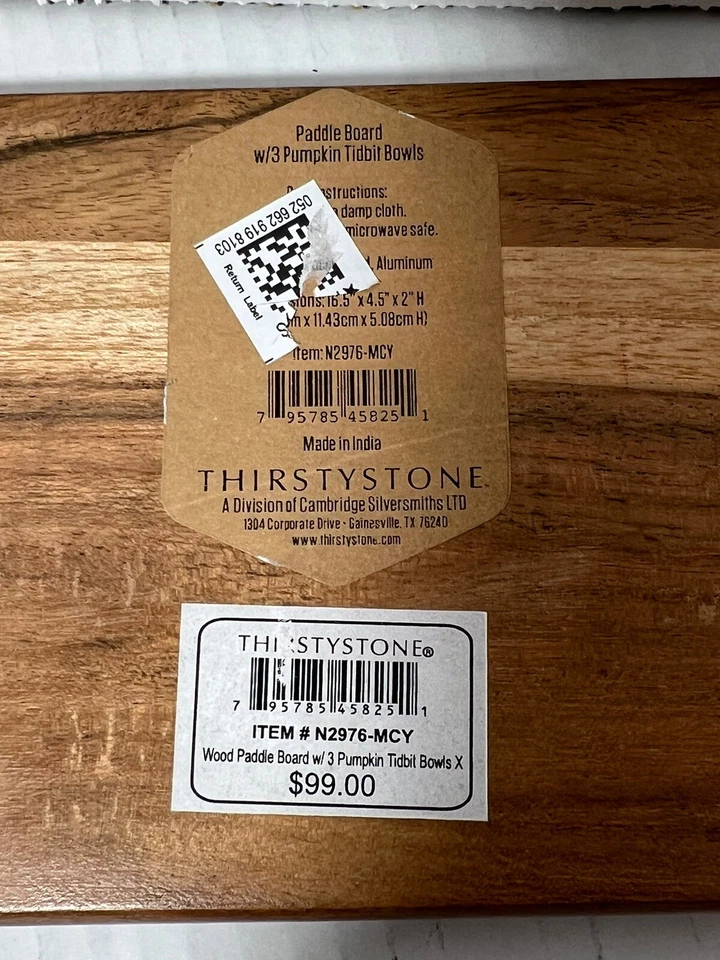 Paddle Board
w/3 Pumpkin Tidbit Bowls
damp cloth.
microwave safe.
Aluminum
16.5" x 4.5" x 2" H
x 11.43cm x 5.08cm H)
Item: N2976-MCY
7 95785 45825 1
Made in India
THIRSTYSTONE
A Division of Cambridge Silversmiths LTD
1304 Corporate Drive • Gainesville, TX 76240
www.thirstystone.com
052 662 919 8103
Return Label
THIRSTYSTONE®
7 95785 45825 1
ITEM # N2976-MCY
Wood Paddle Board w/ 3 Pumpkin Tidbit Bowls X
$99.00